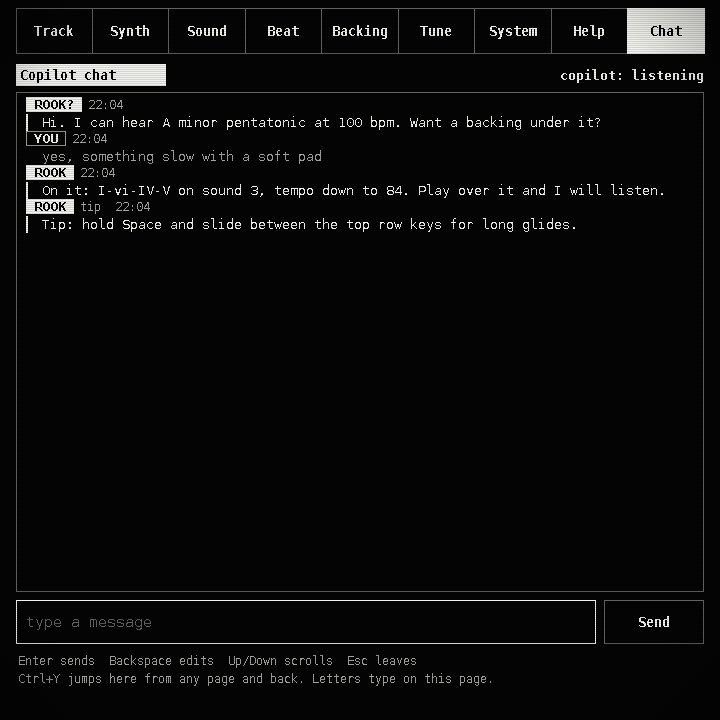 Track Synth Sound Beat Backing Tune System Help Chat
Copilot chat copilot: listening
ROOK? 22:04
Hi. I can hear A minor pentatonic at 100 bpm. Want a backing under it?
YOU 22:04
yes, something slow with a soft pad
ROOK 22:04
On it: I-vi-IV-V on sound 3, tempo down to 84. Play over it and I will listen.
ROOK tip 22:04
Tip: hold Space and slide between the top row keys for long glides.
type a message Send
Enter sends Backspace edits Up/Down scrolls Esc leaves
Ctrl+Y jumps here from any page and back. Letters type on this page.